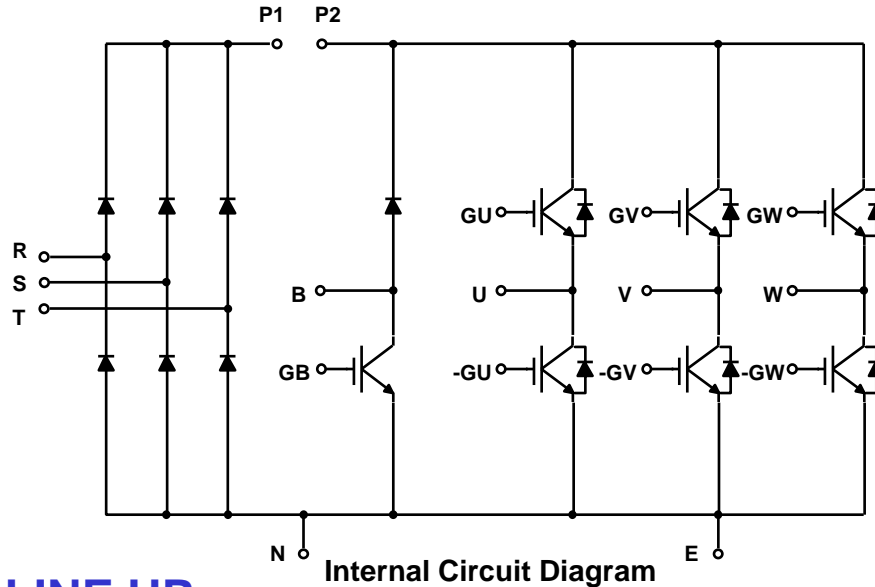 P1 P2
GU GV GW
R
S
T
B U V W
GB -GU -GV -GW
N E
Internal Circuit Diagram